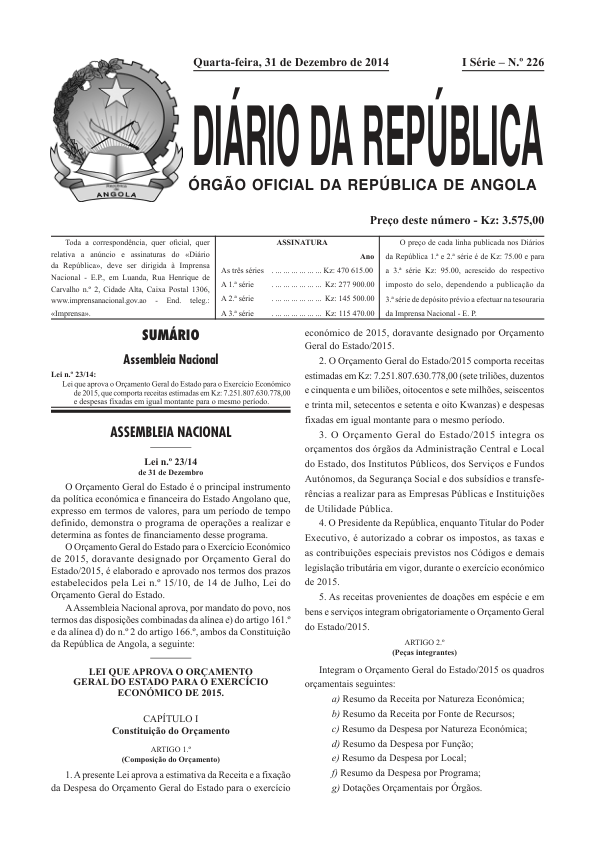 Quarta-feira, 31 de Dezembro de 2014
I Série – N.º 226
República de
ANGOLA
DIÁRIO DA REPÚBLICA
ÓRGÃO OFICIAL DA REPÚBLICA DE ANGOLA
Preço deste número - Kz: 3.575,00
Toda a correspondência, quer oficial, quer
relativa a anúncio e assinaturas do «Diário
da República», deve ser dirigida à Imprensa
Nacional - E.P., em Luanda, Rua Henrique de
Carvalho n.º 2, Cidade Alta, Caixa Postal 1306,
www.imprensanacional.gov.ao - End. teleg.:
«Imprensa».
ASSINATURA
Ano
As três séries . ... ... ... ... ... ... Kz: 470 615.00
A 1.ª série . ... ... ... ... ... ... Kz: 277 900.00
A 2.ª série . ... ... ... ... ... ... Kz: 145 500.00
A 3.ª série . ... ... ... ... ... ... Kz: 115 470.00
O preço de cada linha publicada nos Diários
da República 1.ª e 2.ª série é de Kz: 75.00 e para
a 3.ª série Kz: 95.00, acrescido do respectivo
imposto do selo, dependendo a publicação da
3.ª série de depósito prévio a efectuar na tesouraria
da Imprensa Nacional - E. P.
SUMÁRIO
Assembleia Nacional
Lei n.º 23/14:
Lei que aprova o Orçamento Geral do Estado para o Exercício Económico
de 2015, que comporta receitas estimadas em Kz: 7.251.807.630.778,00
e despesas fixadas em igual montante para o mesmo período.
ASSEMBLEIA NACIONAL
Lei n.º 23/14
de 31 de Dezembro
O Orçamento Geral do Estado é o principal instrumento
da política económica e financeira do Estado Angolano que,
expresso em termos de valores, para um período de tempo
definido, demonstra o programa de operações a realizar e
determina as fontes de financiamento desse programa.
O Orçamento Geral do Estado para o Exercício Económico
de 2015, doravante designado por Orçamento Geral do
Estado/2015, é elaborado e aprovado nos termos dos prazos
estabelecidos pela Lei n.º 15/10, de 14 de Julho, Lei do
Orçamento Geral do Estado.
A Assembleia Nacional aprova, por mandato do povo, nos
termos das disposições combinadas da alínea e) do artigo 161.º
e da alínea d) do n.º 2 do artigo 166.º, ambos da Constituição
da República de Angola, a seguinte:
LEI QUE APROVA O ORÇAMENTO
GERAL DO ESTADO PARA O EXERCÍCIO
ECONÓMICO DE 2015.
CAPÍTULO I
Constituição do Orçamento
ARTIGO 1.º
(Composição do Orçamento)
1. A presente Lei aprova a estimativa da Receita e a fixação
da Despesa do Orçamento Geral do Estado para o exercício
económico de 2015, doravante designado por Orçamento
Geral do Estado/2015.
2. O Orçamento Geral do Estado/2015 comporta receitas
estimadas em Kz: 7.251.807.630.778,00 (sete triliões, duzentos
e cinquenta e um biliões, oitocentos e sete milhões, seiscentos
e trinta mil, setecentos e setenta e oito Kwanzas) e despesas
fixadas em igual montante para o mesmo período.
3. O Orçamento Geral do Estado/2015 integra os
orçamentos dos órgãos da Administração Central e Local
do Estado, dos Institutos Públicos, dos Serviços e Fundos
Autónomos, da Segurança Social e dos subsídios e transfe-
rências a realizar para as Empresas Públicas e Instituições
de Utilidade Pública.
4. O Presidente da República, enquanto Titular do Poder
Executivo, é autorizado a cobrar os impostos, as taxas e
as contribuições especiais previstos nos Códigos e demais
legislação tributária em vigor, durante o exercício económico
de 2015.
5. As receitas provenientes de doações em espécie e em
bens e serviços integram obrigatoriamente o Orçamento Geral
do Estado/2015.
ARTIGO 2.º
(Peças integrantes)
Integram o Orçamento Geral do Estado/2015 os quadros
orçamentais seguintes:
a) Resumo da Receita por Natureza Económica;
b) Resumo da Receita por Fonte de Recursos;
c) Resumo da Despesa por Natureza Económica;
d) Resumo da Despesa por Função;
e) Resumo da Despesa por Local;
f) Resumo da Despesa por Programa;
g) Dotações Orçamentais por Órgãos.